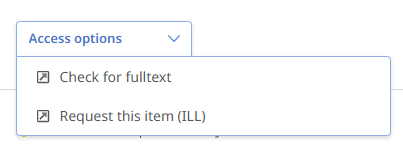 Access options
Check for fulltext
Request this item (ILL)